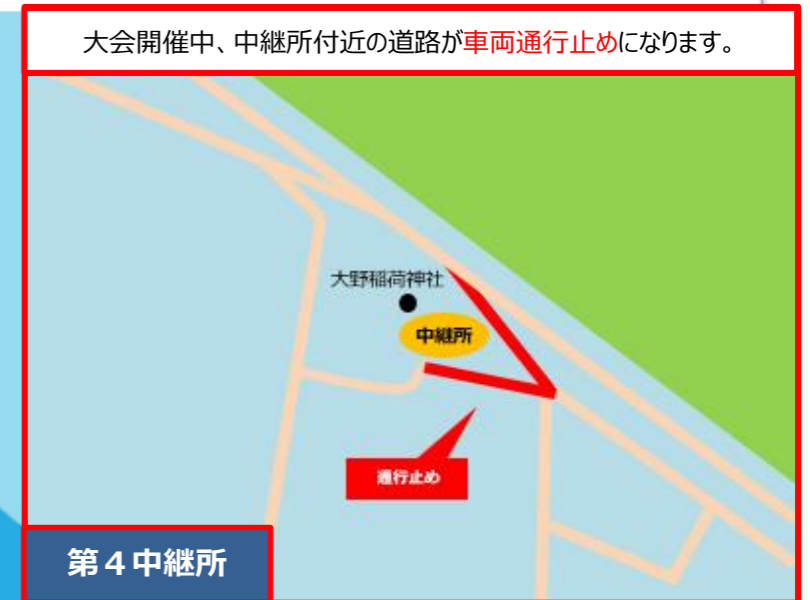 大会開催中、中継所付近の道路が車両通行止めになります。
大野稲荷神社
中継所
通行止め
第４中継所